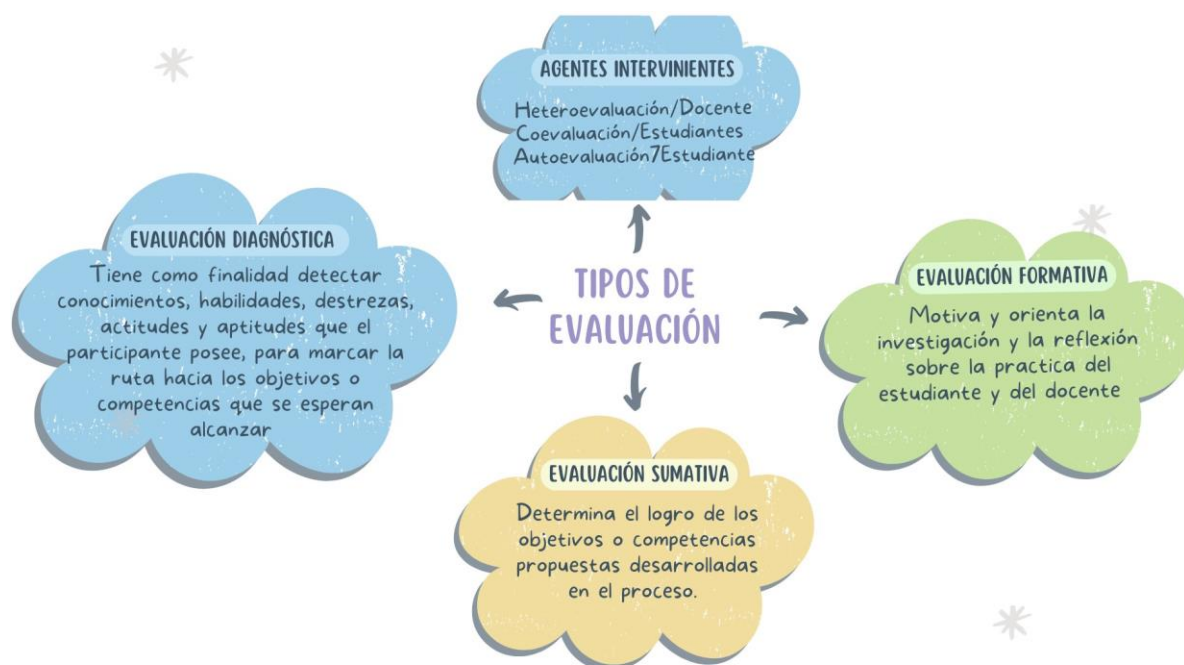 AGENTES INTERVINIENTES
Heteroevaluación/Docente
Coevaluación/Estudiantes
Autoevaluación7Estudiante
EVALUACIÓN DIAGNÓSTICA
Tiene como finalidad detectar
conocimientos, habilidades, destrezas,
actitudes y aptitudes que el
participante posee, para marcar la
ruta hacia los objetivos o
competencias que se esperan
alcanzar
TIPOS DE
EVALUACIÓN
EVALUACIÓN FORMATIVA
Motiva y orienta la
investigación y la reflexión
sobre la practica del
estudiante y del docente
EVALUACIÓN SUMATIVA
Determina el logro de los
objetivos o competencias
propuestas desarrolladas
en el proceso.